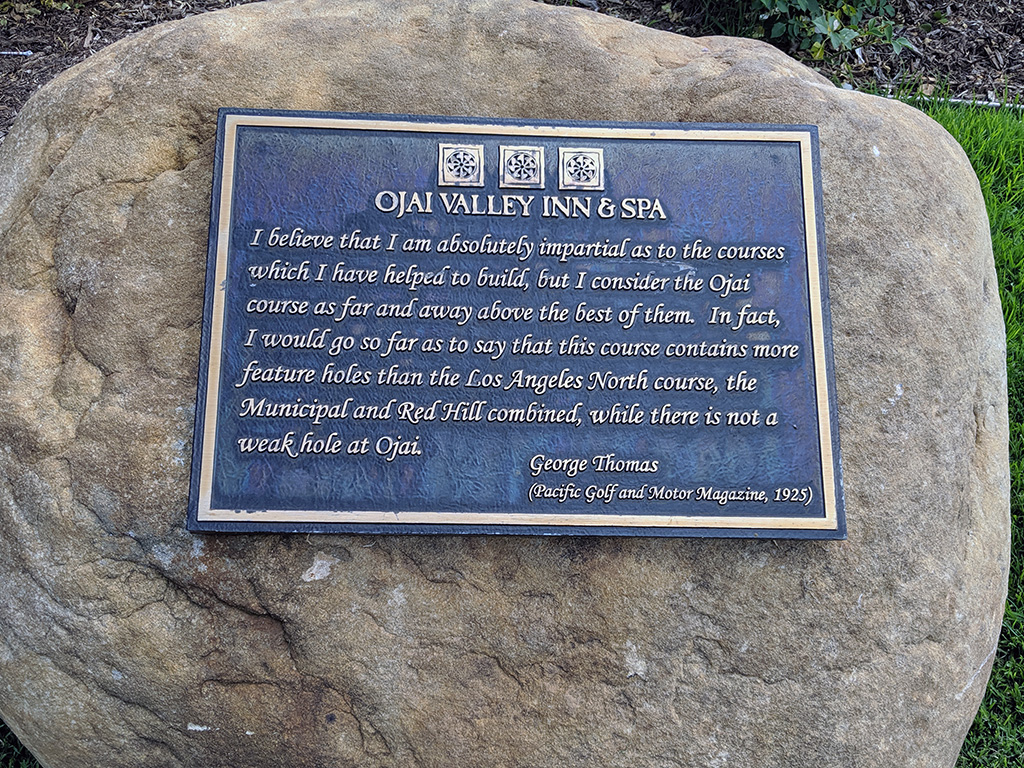 OJAI VALLEY INN & SPA
I believe that I am absolutely impartial as to the courses
which I have helped to build, but I consider the Ojai
course as far and away above the best of them. In fact,
I would go so far as to say that this course contains more
feature holes than the Los Angeles North course, the
Municipal and Red Hill combined, while there is not a
weak hole at Ojai.
George Thomas
(Pacific Golf and Motor Magazine, 1925)